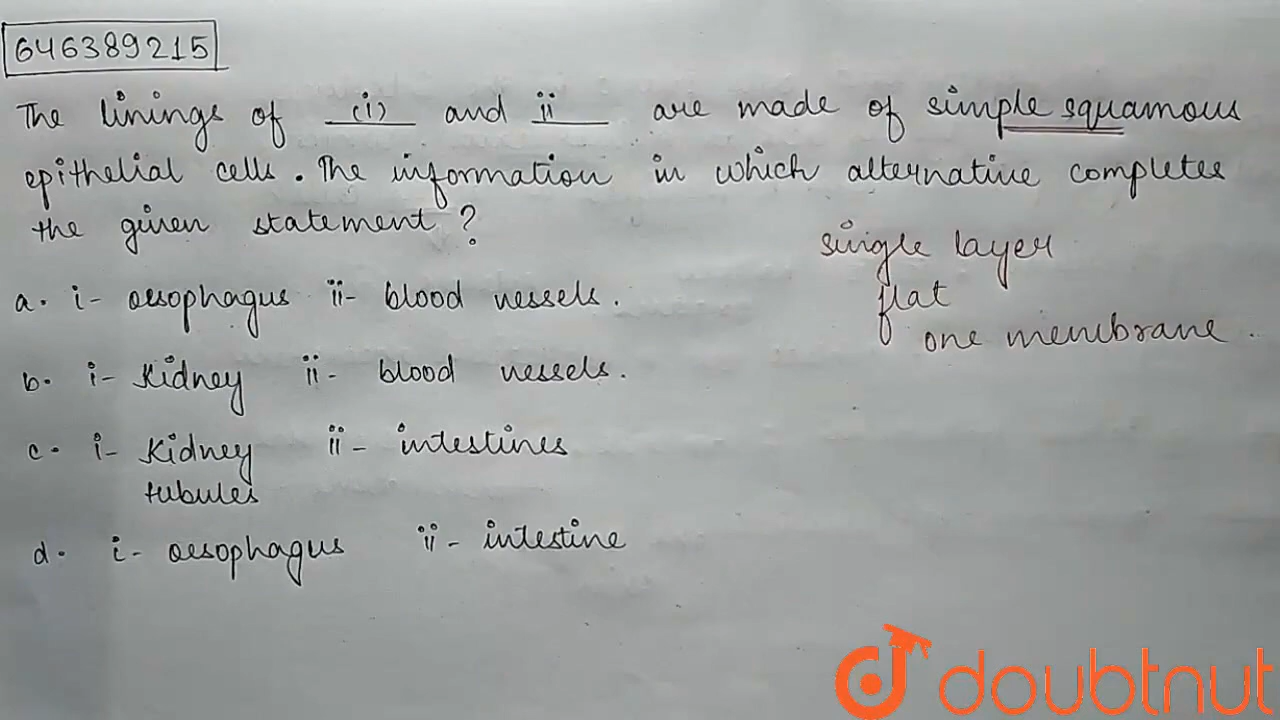 646389215
The linings of (i) and ii are made of simple squamous
epithelial cells. The information in which alternative completes
the given statement?
single layer
flat
one membrane.
a. i- oesophagus ii- blood vessels.
b. i- Kidney ii- blood vessels.
c. i- Kidney ii- intestines
tubules
d. i- oesophagus ii- intestine
doubtnut